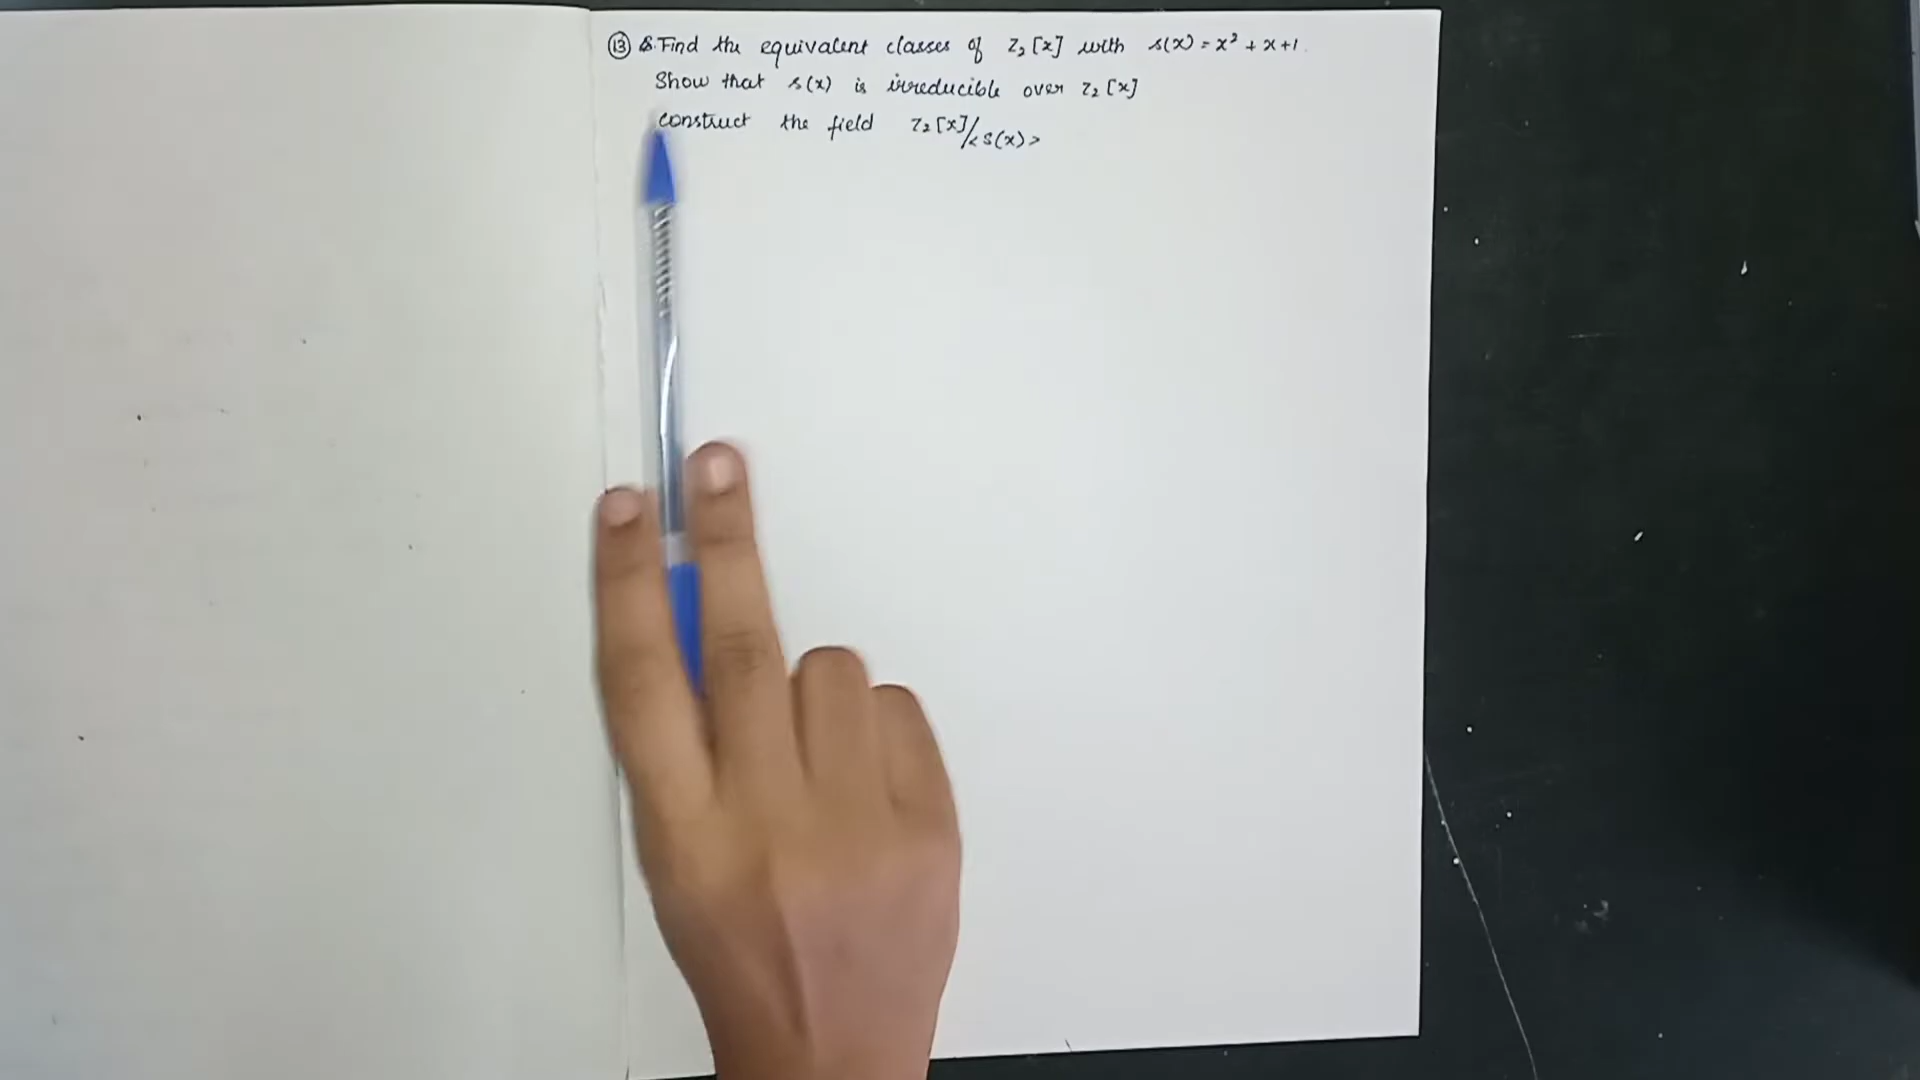 ⑬ Find the equivalent classes of Z₂[x] with s(x) = x² + x + 1.
Show that s(x) is irreducible over Z₂[x]
construct the field Z₂[x]/<s(x)>